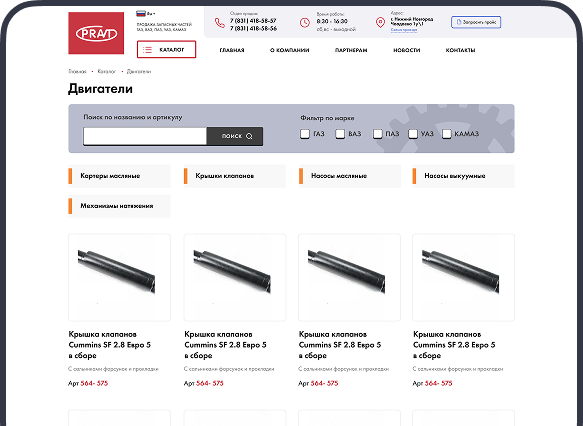 PRAVT
Ru
ПРОДАЖА ЗАПАСНЫХ ЧАСТЕЙ
ГАЗ, ВАЗ, ПАЗ, УАЗ, КАМАЗ
Отдел продаж:
7 (831) 418-58-57
7 (831) 418-58-56
Время работы:
8:30 - 16:30
сб,вс - выходной
Адрес:
г. Нижний Новгород
Схема проезда
Запросить прайс
КАТАЛОГ
ГЛАВНАЯ
О КОМПАНИИ
ПАРТНЕРАМ
НОВОСТИ
КОНТАКТЫ
Главная • Каталог • Двигатели
Двигатели
Поиск по названию и артикулу
ПОИСК
Фильтр по марке
ГАЗ
ВАЗ
ПАЗ
УАЗ
КАМАЗ
Картеры масляные
Крышки клапанов
Насосы масляные
Насосы выкуумные
Механизмы натяжения
Крышка клапанов
Cummins SF 2.8 Евро 5
в сборе
С сальниками форсунок и прокладки
Арт 564- 575
Крышка клапанов
Cummins SF 2.8 Евро 5
в сборе
С сальниками форсунок и прокладки
Арт 564- 575
Крышка клапанов
Cummins SF 2.8 Евро 5
в сборе
С сальниками форсунок и прокладки
Арт 564- 575
Крышка клапанов
Cummins SF 2.8 Евро 5
в сборе
С сальниками форсунок и прокладки
Арт 564- 575